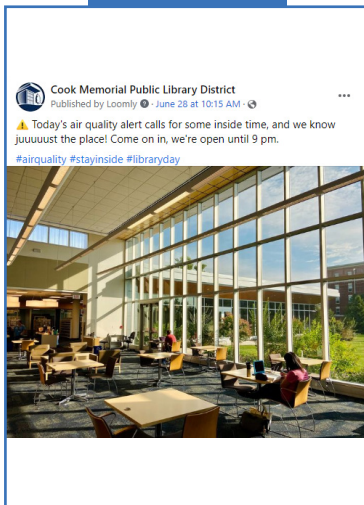 Cook Memorial Public Library District
Published by Loomly · June 28 at 10:15 AM ·
⚠️ Today's air quality alert calls for some inside time, and we know
juuuuust the place! Come on in, we're open until 9 pm.
#airquality #stayinside #libraryday